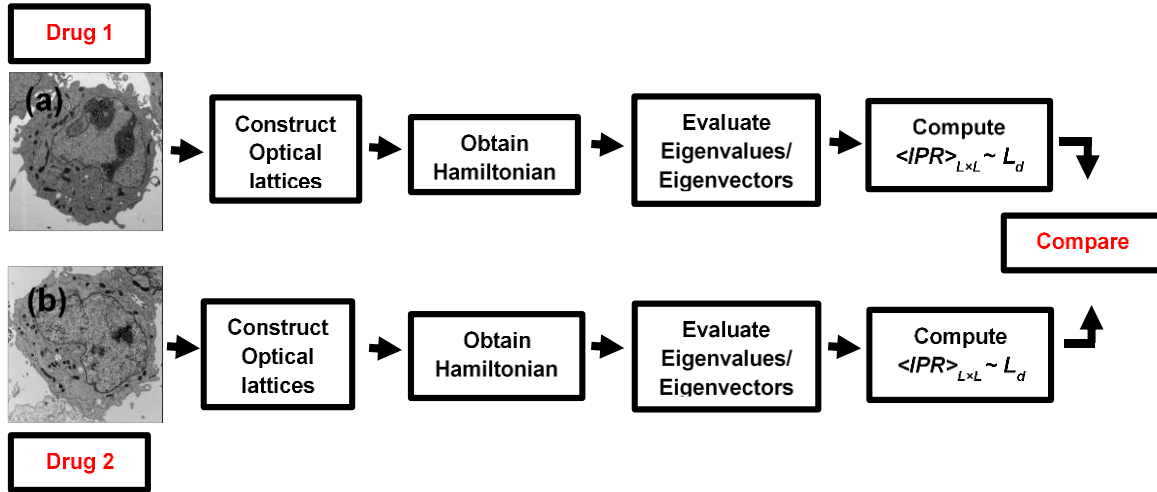 Drug 1
(a)
Construct
Optical
lattices
Obtain
Hamiltonian
Evaluate
Eigenvalues/
Eigenvectors
Compute
<IPR>L×L ~ Ld
Compare
(b)
Construct
Optical
lattices
Obtain
Hamiltonian
Evaluate
Eigenvalues/
Eigenvectors
Compute
<IPR>L×L ~ Ld
Drug 2